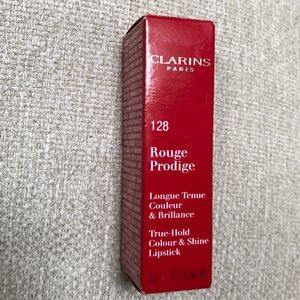 CLARINS
PARIS
128
Rouge
Prodige
Longue Tenue
Couleur
& Brillance
True-Hold
Colour & Shine
Lipstick